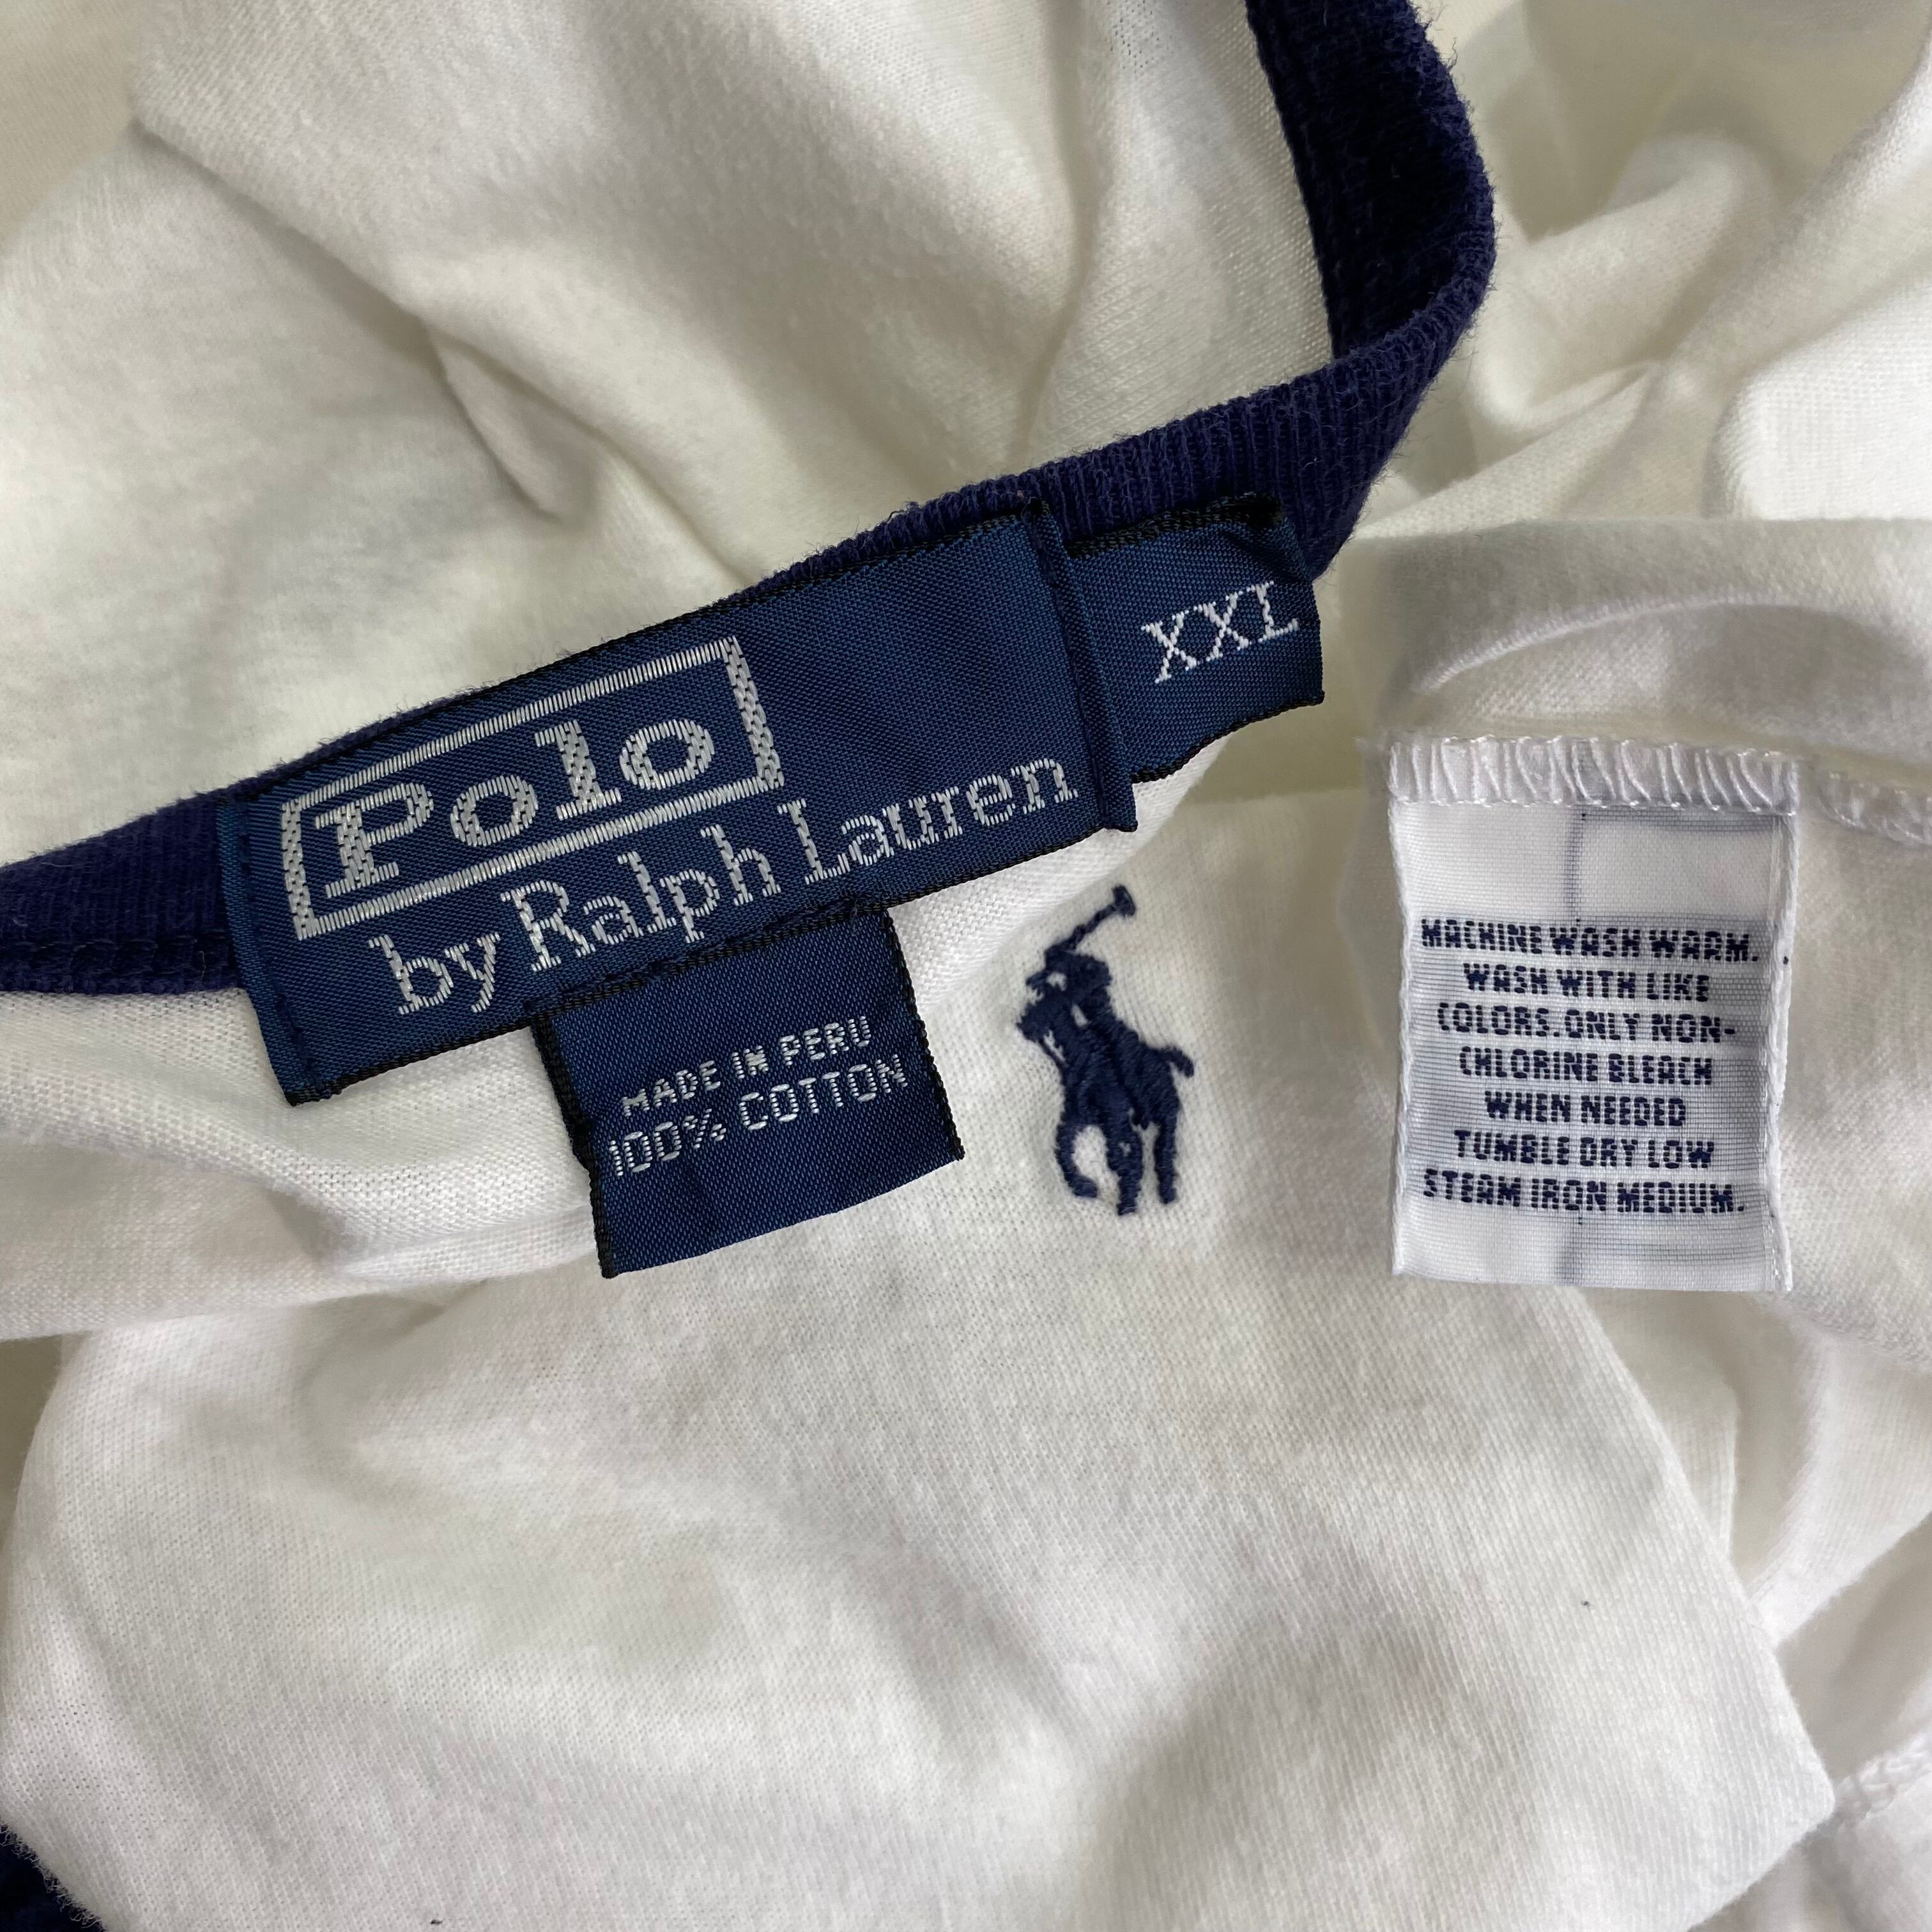 Polo
by Ralph Lauren
XXL
MADE IN PERU
100% COTTON
MACHINE WASH WARM.
WASH WITH LIKE
COLORS.ONLY NON-
CHLORINE BLEACH
WHEN NEEDED
TUMBLE DRY LOW
STEAM IRON MEDIUM.